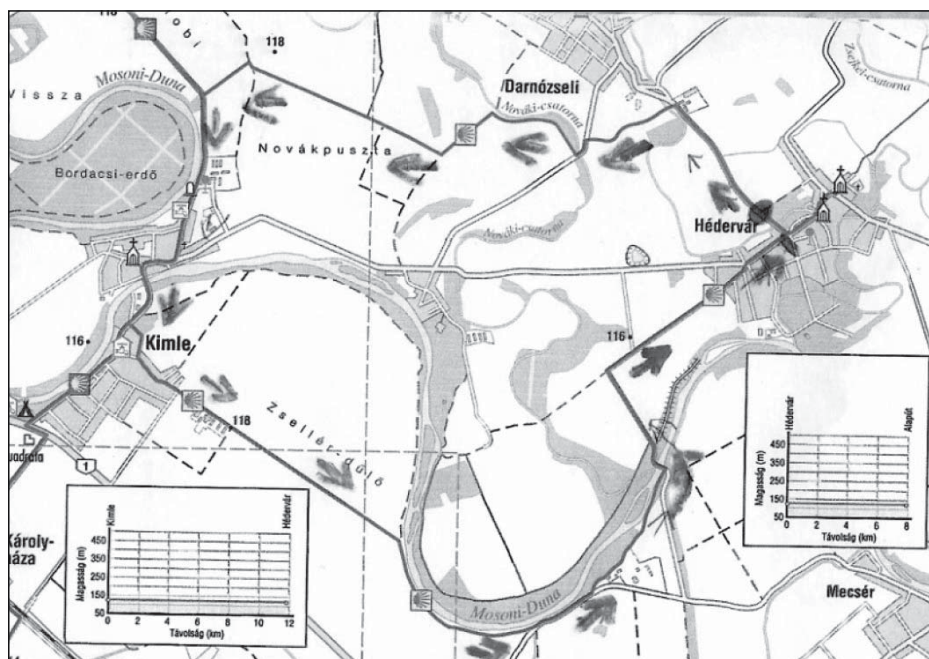 118
Mosoni-Duna
Vissza
Darnózseli
Nováki-csatorna
Zsejkei-csatorna
Novákpuszta
Bordacsi-erdő
Hédervár
Nováki-csatorna
116
Kimle
116
118
Zsellér-dűlő
1
Károly-
háza
Mosoni-Duna
Mecsér
Kimle
Hédervár
Magasság (m)
450
350
250
150
50
0 2 4 6 8 10 12
Távolság (km)
Hédervár
Alapút
Magasság (m)
450
350
250
150
50
0 2 4 6 8
Távolság (km)